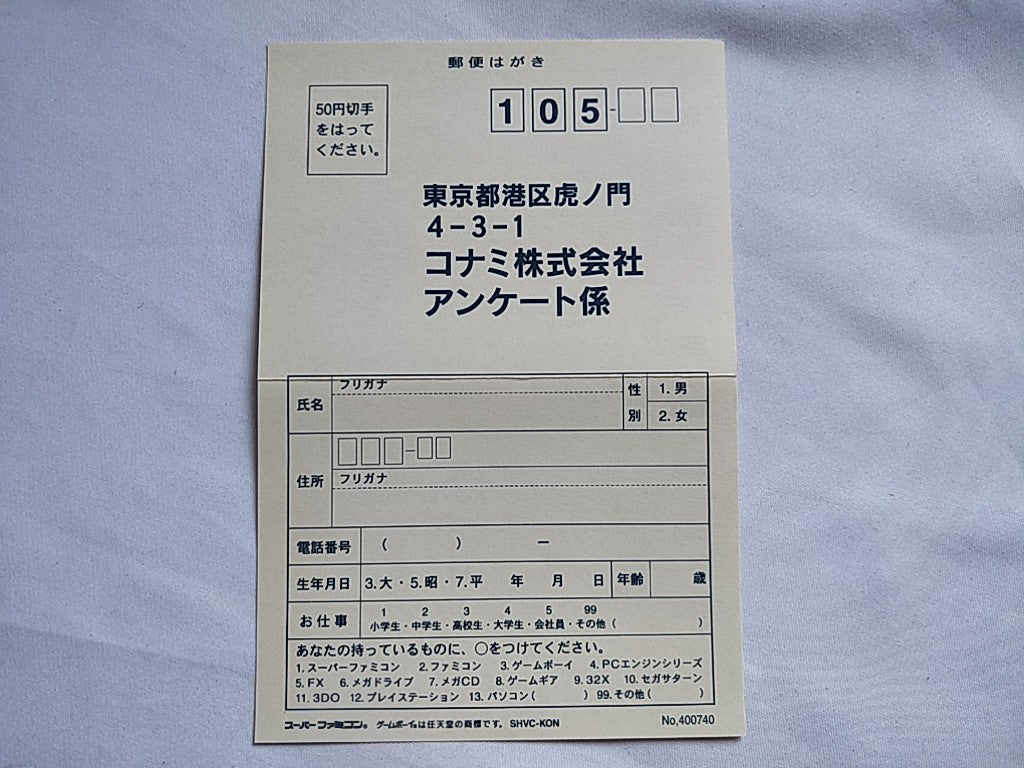 郵便はがき
50円切手
をはって
ください。
105-
東京都港区虎ノ門
4-3-1
コナミ株式会社
アンケート係
氏名
フリガナ
性別
1. 男
2. 女
住所
フリガナ
電話番号 ( ) ー
生年月日 3.大・5.昭・7.平 年 月 日 年齢 歳
お仕事
1 2 3 4 5 99
小学生・中学生・高校生・大学生・会社員・その他 ( )
あなたの持っているものに、○をつけてください。
1.スーパーファミコン 2.ファミコン 3.ゲームボーイ 4.PCエンジンシリーズ
5.FX 6.メガドライブ 7.メガCD 8.ゲームギア 9.32X 10.セガサターン
11.3DO 12.プレイステーション 13.パソコン( ) 99.その他( )
スーパーファミコン® ゲームボーイ®は任天堂の商標です。 SHVC-KON
No,400740